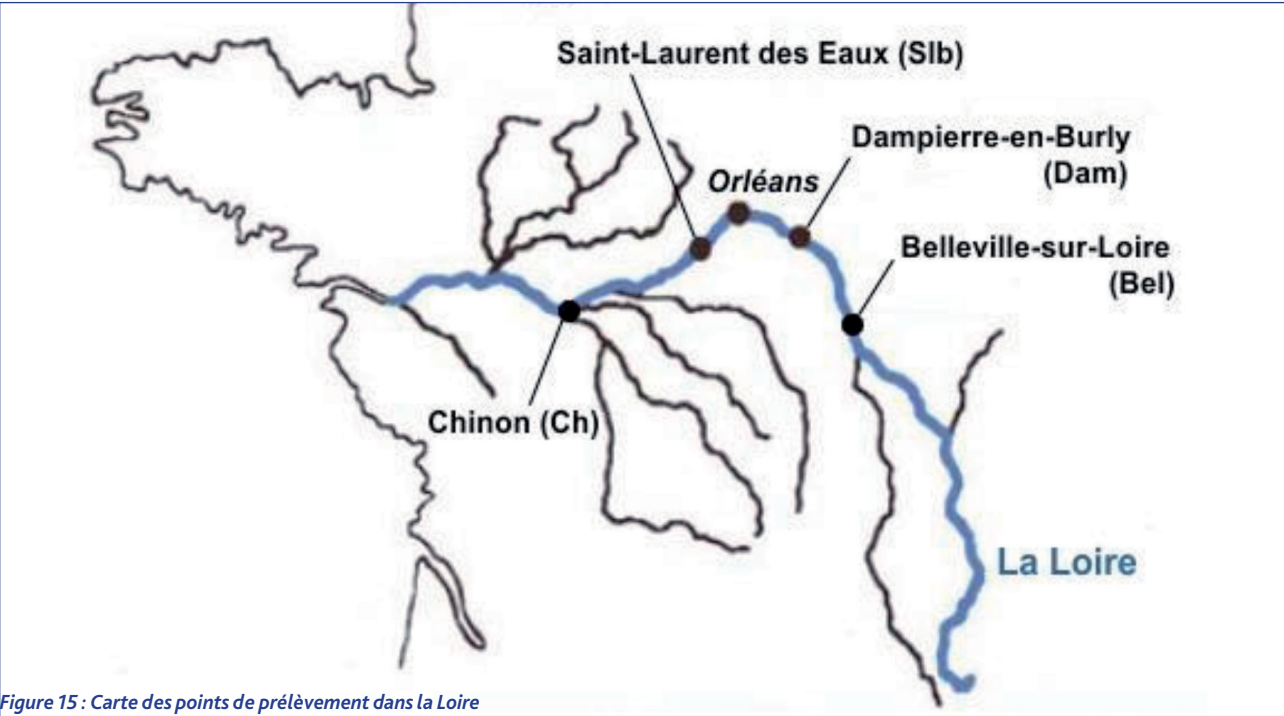 Saint-Laurent des Eaux (Slb)
Dampierre-en-Burly
(Dam)
Orléans
Belleville-sur-Loire
(Bel)
Chinon (Ch)
La Loire
Figure 15 : Carte des points de prélèvement dans la Loire